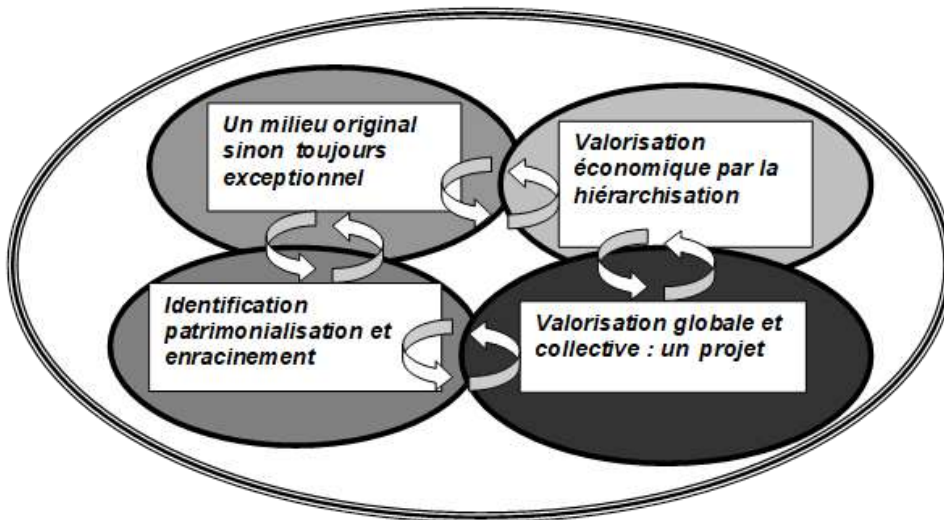 Un milieu original
sinon toujours
exceptionnel
Valorisation
économique par la
hiérarchisation
Identification
patrimonialisation et
enracinement
Valorisation globale et
collective : un projet